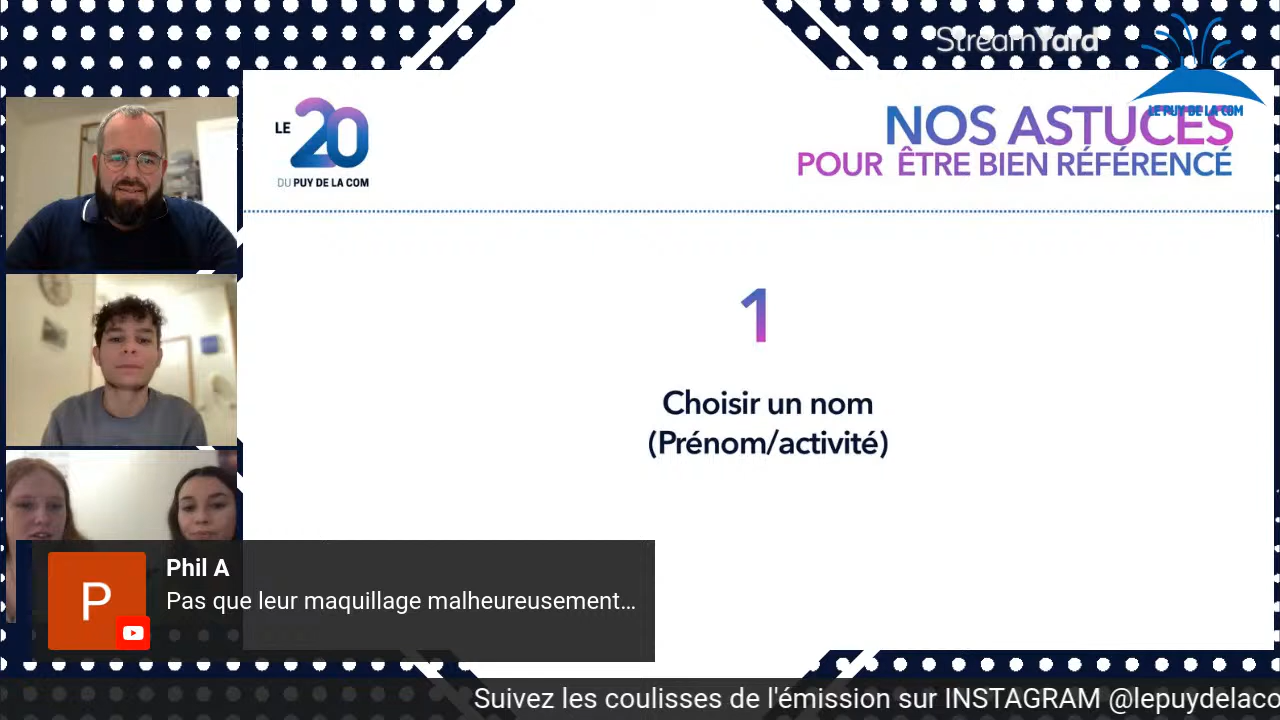 StreamYard
LE PUY DE LA COM
LE 20
DU PUY DE LA COM
NOS ASTUCES
POUR ÊTRE BIEN RÉFÉRENCÉ
1
Choisir un nom
(Prénom/activité)
P
Phil A
Pas que leur maquillage malheureusement...
Suivez les coulisses de l'émission sur INSTAGRAM @lepuydelaco